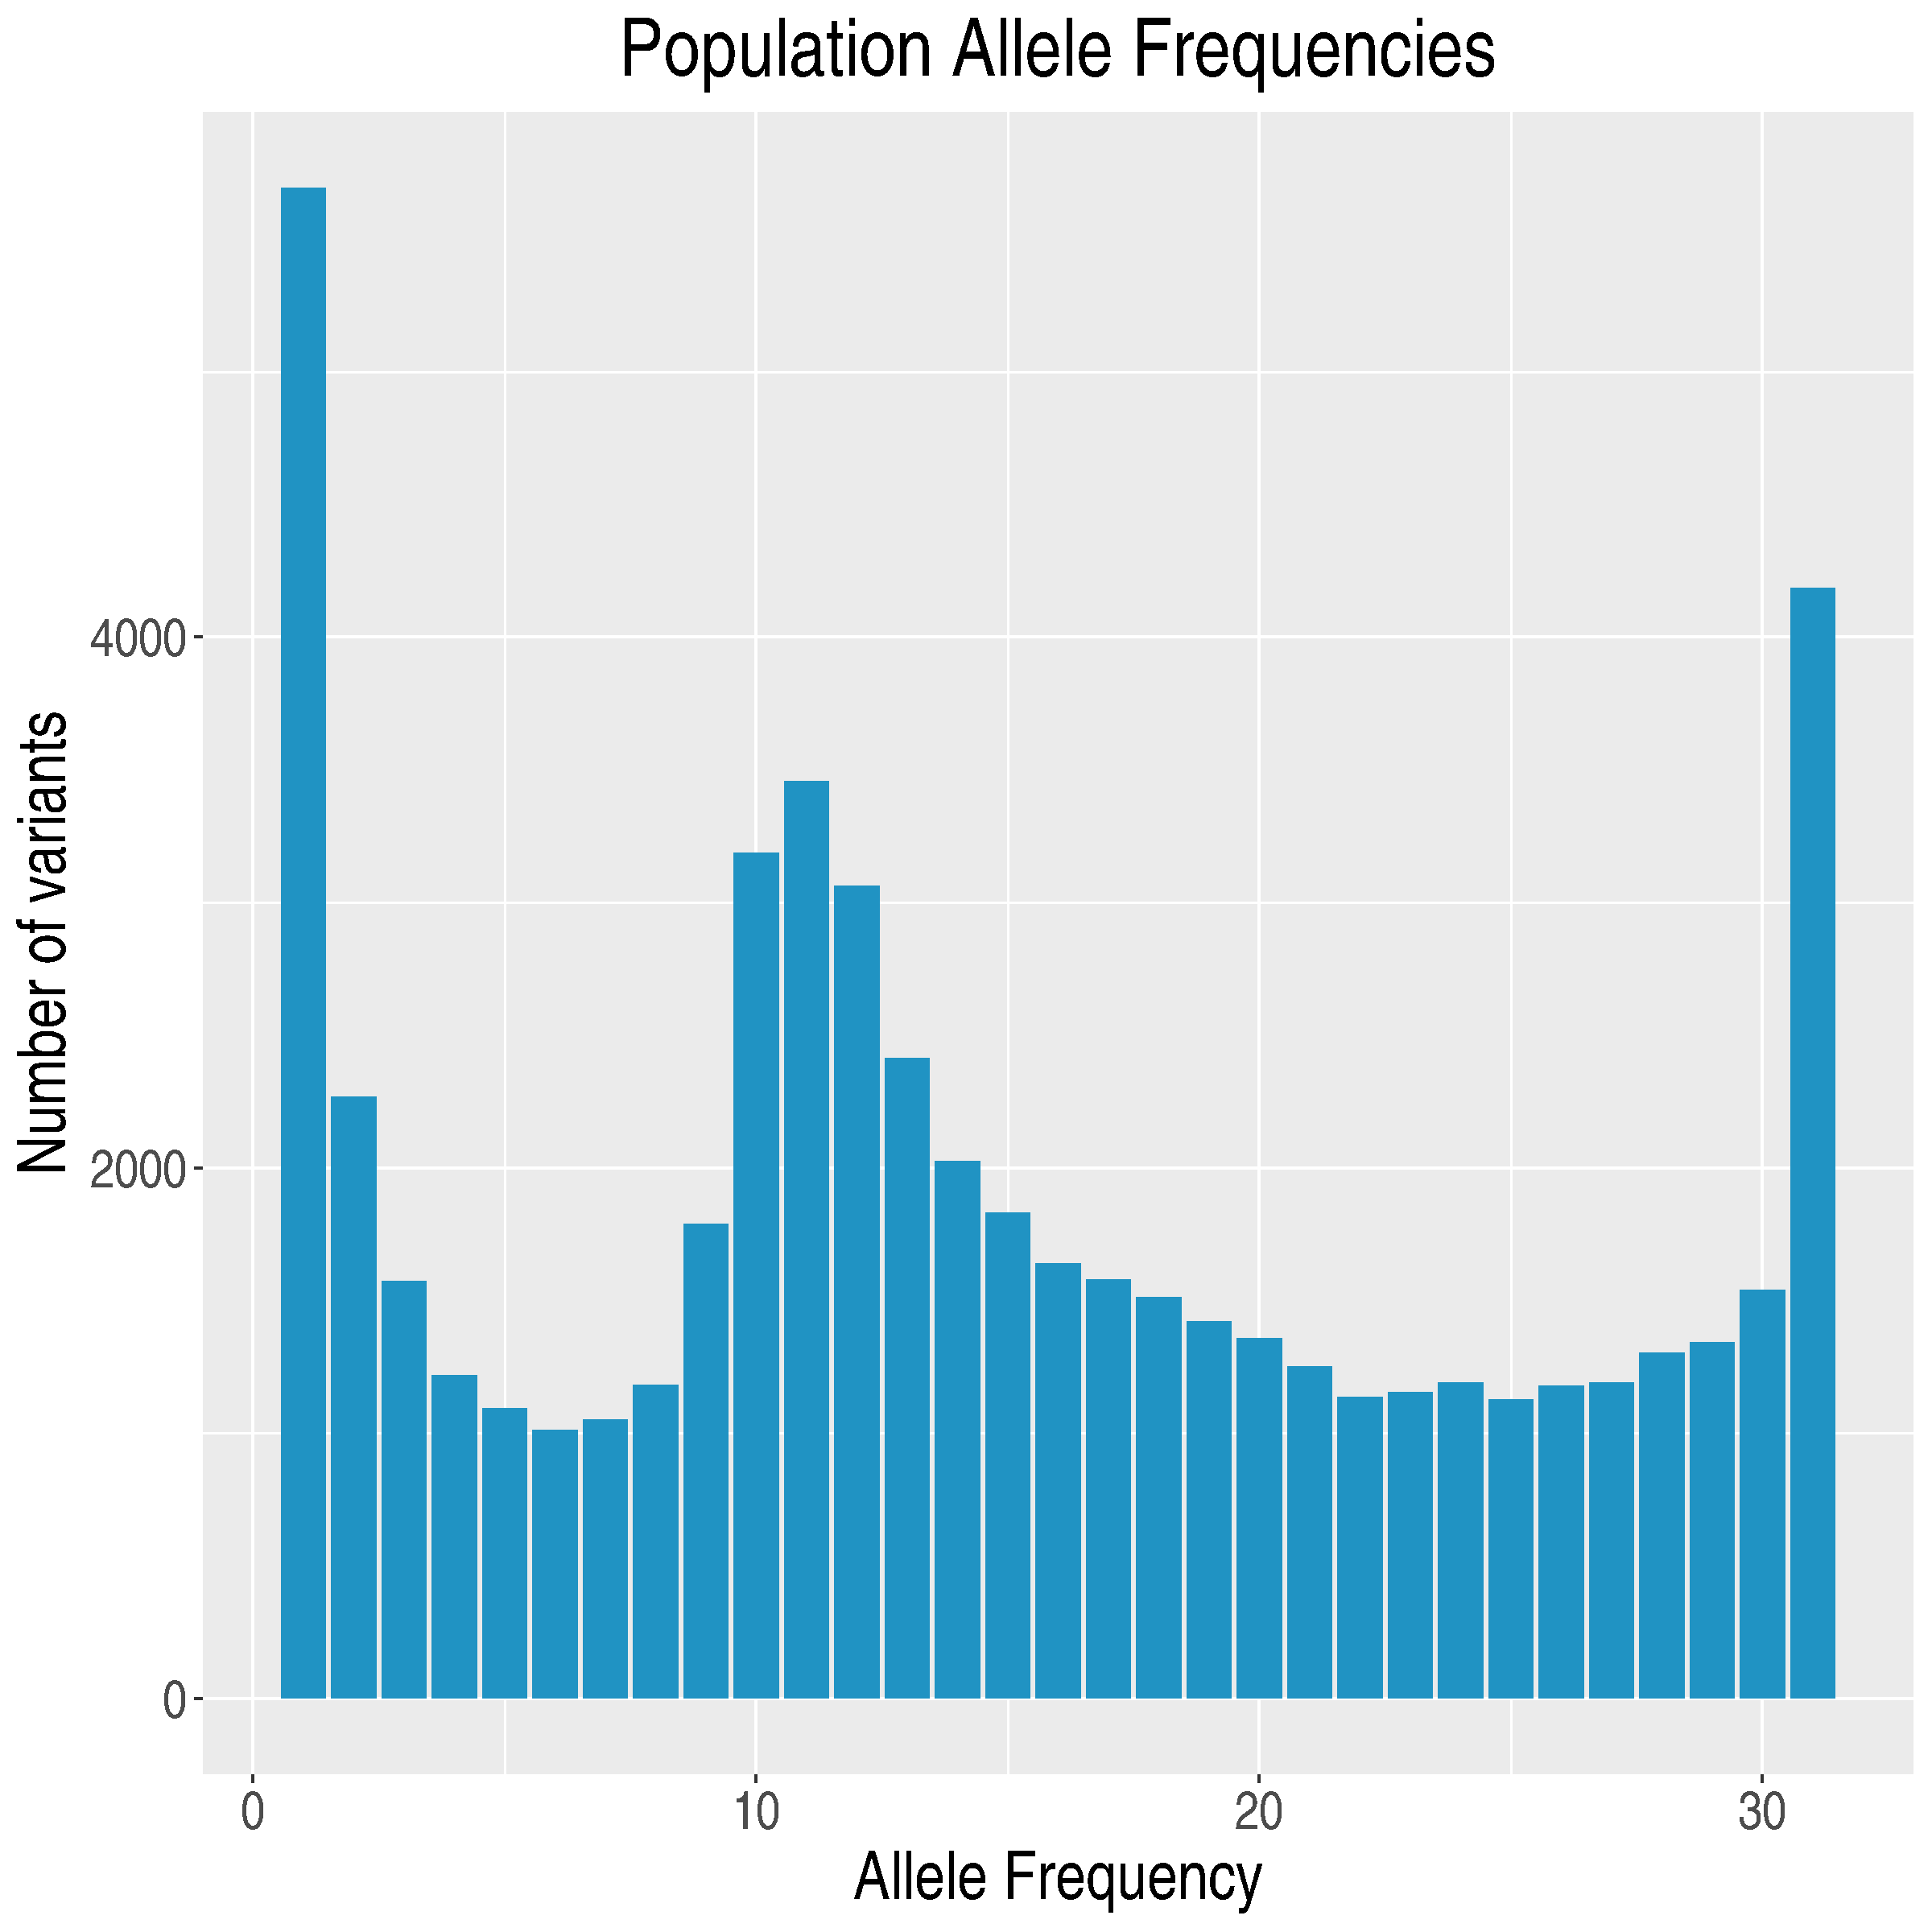 Population Allele Frequencies
Number of variants
4000
2000
0
0 10 20 30
Allele Frequency